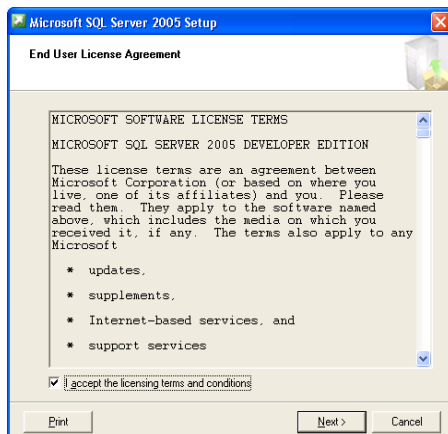 Microsoft SQL Server 2005 Setup
End User License Agreement
MICROSOFT SOFTWARE LICENSE TERMS
MICROSOFT SQL SERVER 2005 DEVELOPER EDITION
These license terms are an agreement between
Microsoft Corporation (or based on where you
live, one of its affiliates) and you. Please
read them. They apply to the software named
above, which includes the media on which you
received it, if any. The terms also apply to any
Microsoft
* updates,
* supplements,
* Internet-based services, and
* support services
I accept the licensing terms and conditions
Print
Next >
Cancel